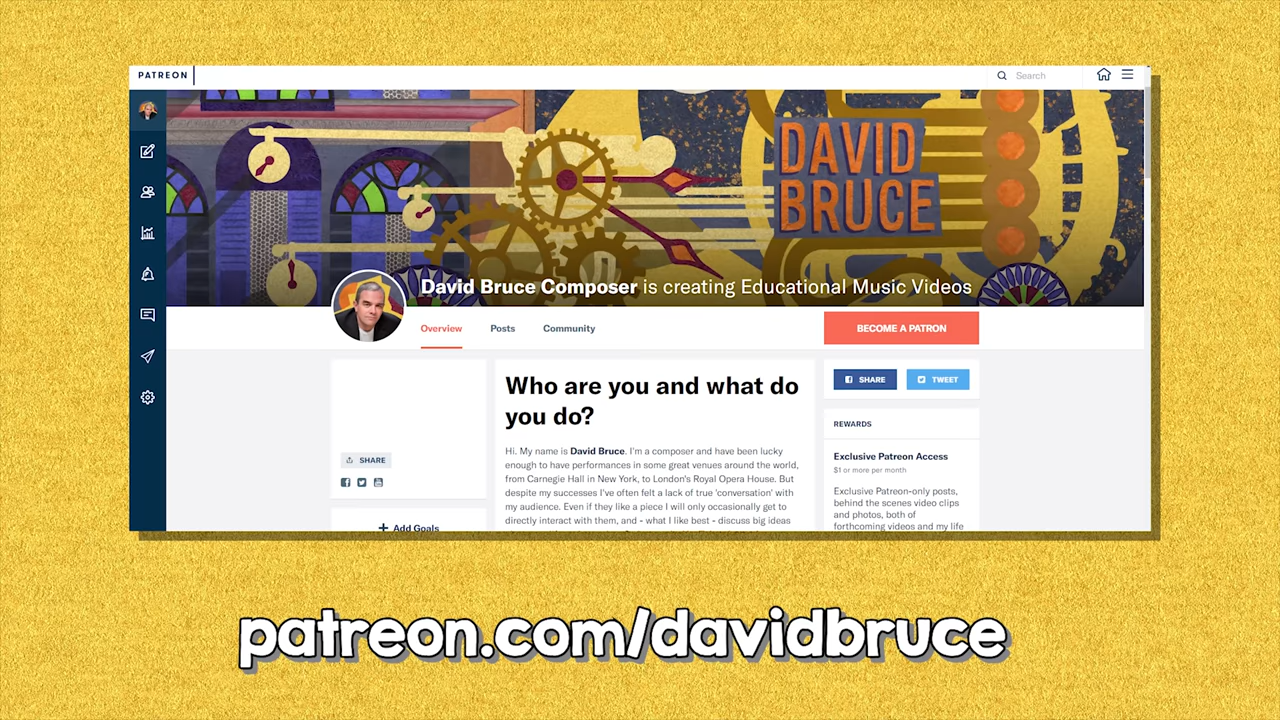 PATREON
Search
DAVID
BRUCE
David Bruce Composer is creating Educational Music Videos
Overview
Posts
Community
BECOME A PATRON
SHARE
Add Goals
Who are you and what do
you do?
Hi. My name is David Bruce. I'm a composer and have been lucky
enough to have performances in some great venues around the world,
from Carnegie Hall in New York, to London's Royal Opera House. But
despite my successes I've often felt a lack of true 'conversation' with
my audience. Even if they like a piece I will only occasionally get to
directly interact with them, and - what I like best - discuss big ideas
SHARE
TWEET
REWARDS
Exclusive Patreon Access
$1 or more per month
Exclusive Patreon-only posts,
behind the scenes video clips
and photos, both of
forthcoming videos and my life
patreon.com/davidbruce